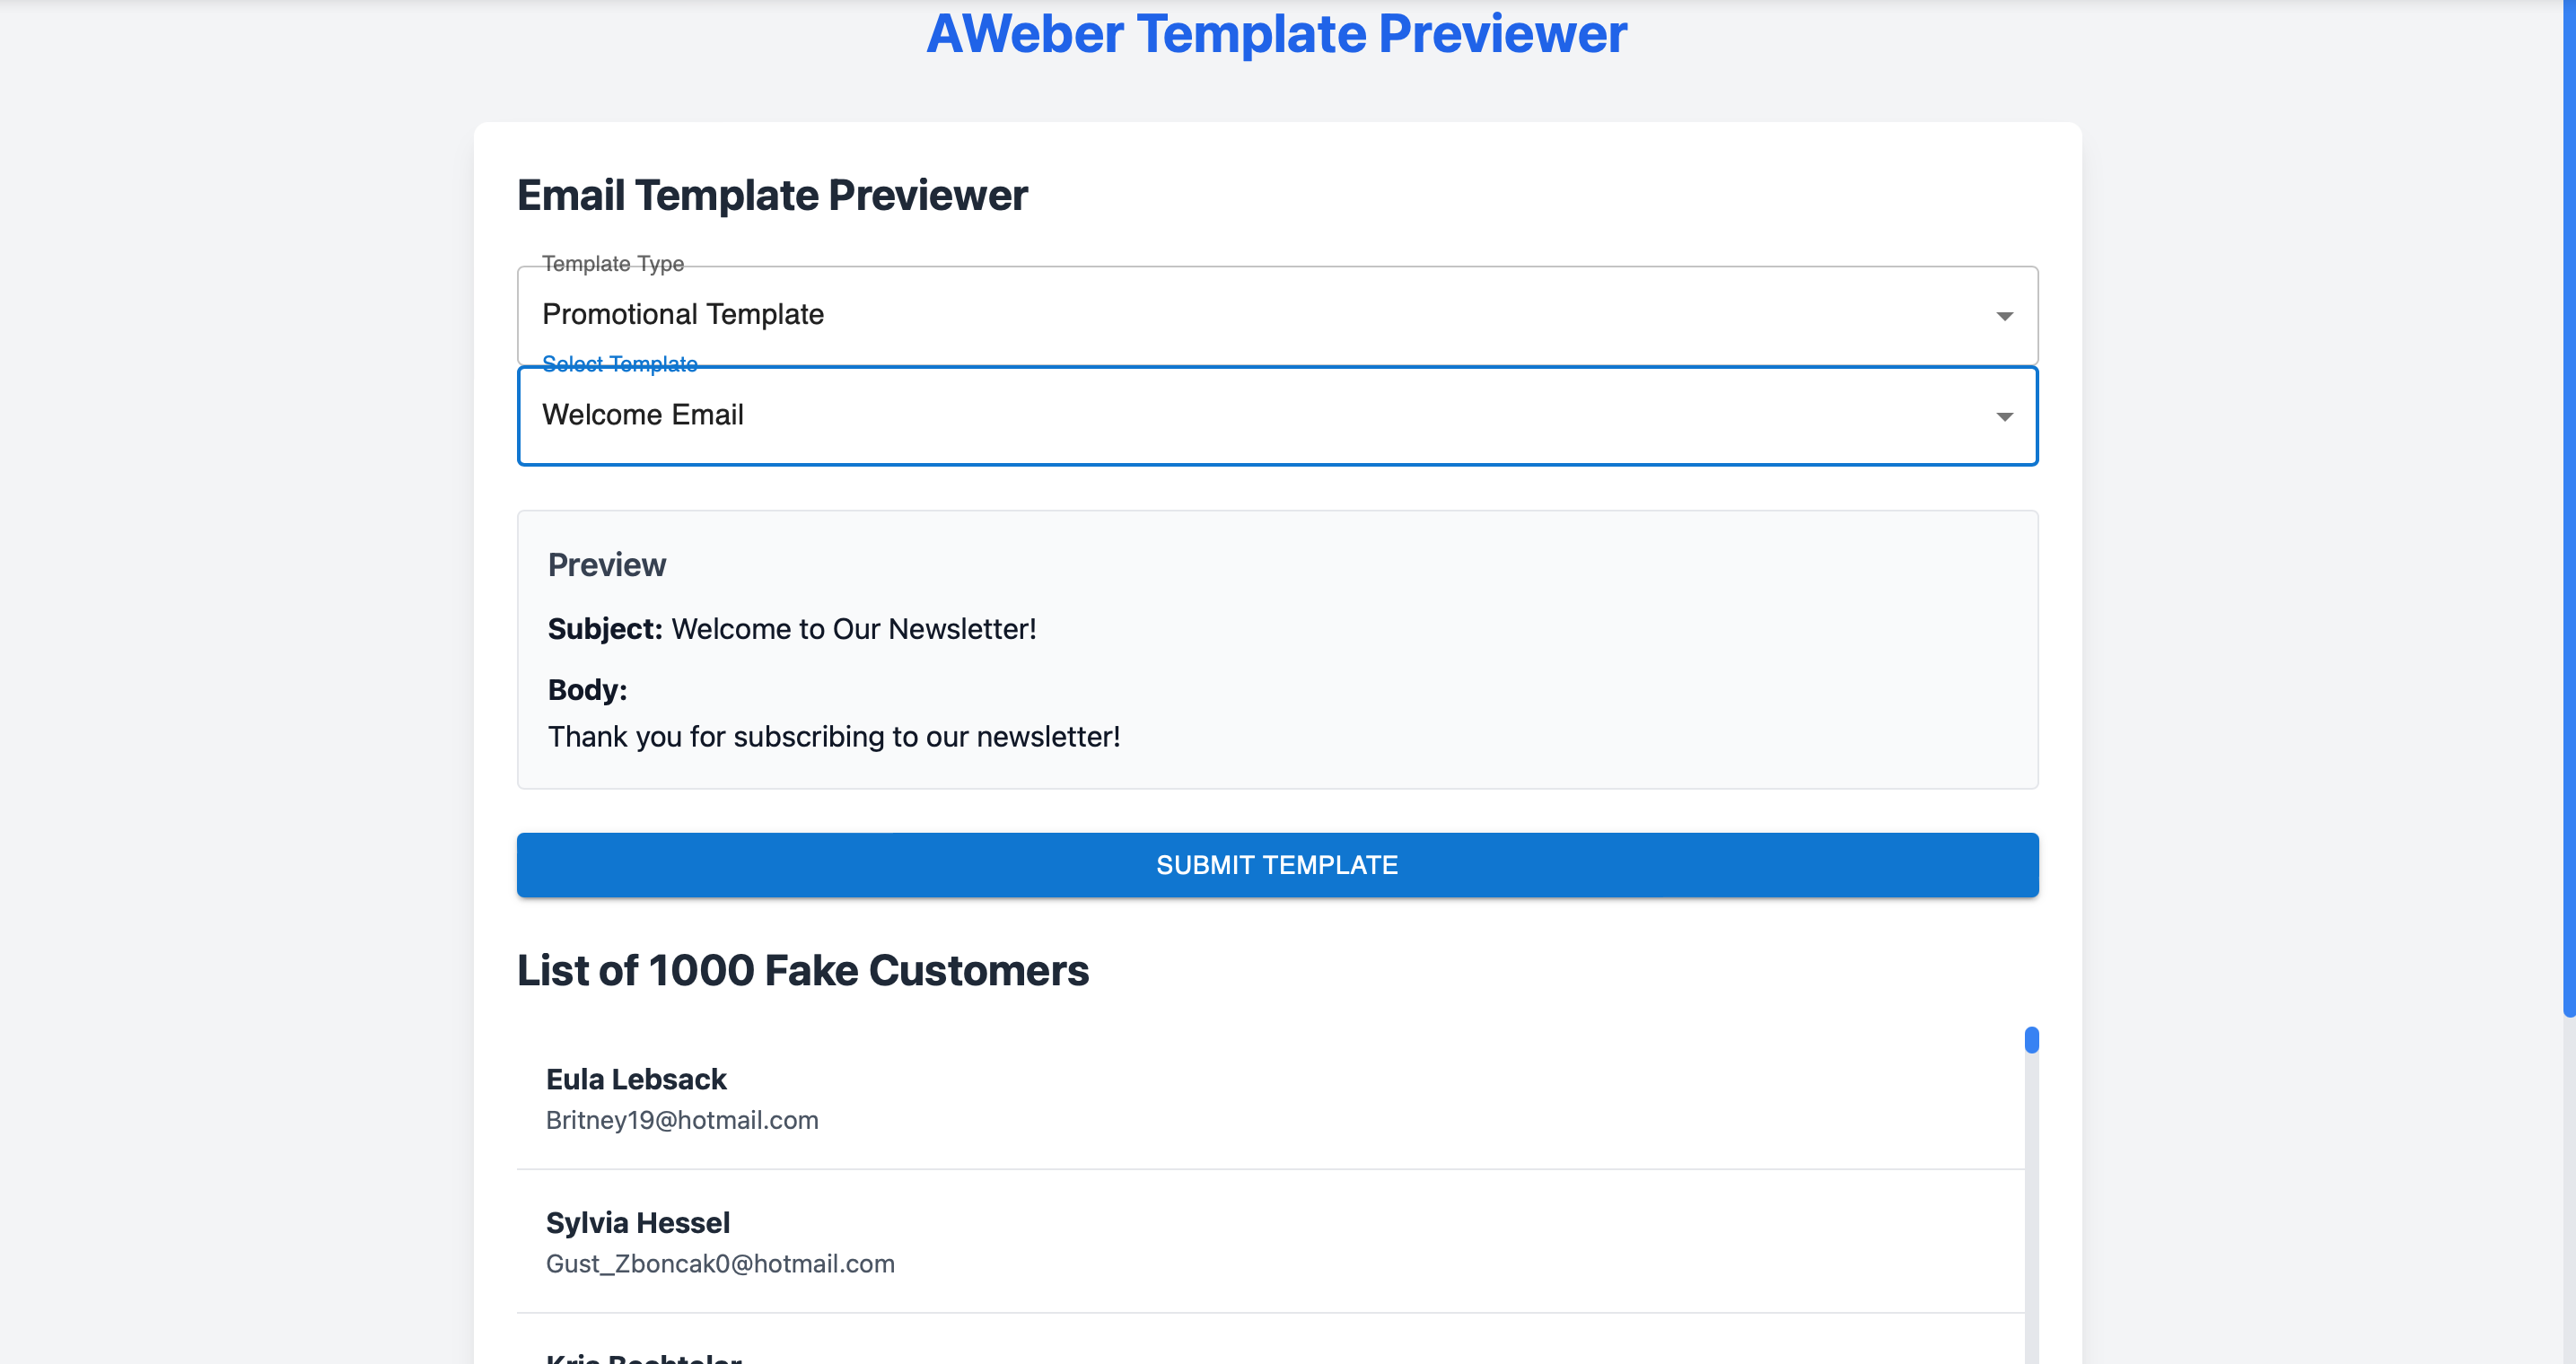 AWeber Template Previewer
Email Template Previewer
Template Type
Promotional Template
Select Template
Welcome Email
Preview
Subject: Welcome to Our Newsletter!
Body:
Thank you for subscribing to our newsletter!
SUBMIT TEMPLATE
List of 1000 Fake Customers
Eula Lebsack
Britney19@hotmail.com
Sylvia Hessel
Gust_Zboncak0@hotmail.com